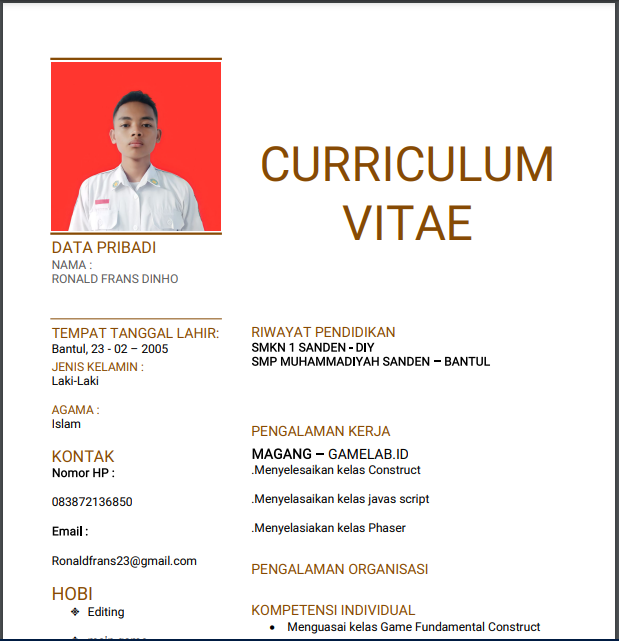 CURRICULUM
VITAE
DATA PRIBADI
NAMA :
RONALD FRANS DINHO
TEMPAT TANGGAL LAHIR:
Bantul, 23 - 02 – 2005
JENIS KELAMIN :
Laki-Laki
AGAMA :
Islam
KONTAK
Nomor HP :
083872136850
Email :
Ronaldfrans23@gmail.com
HOBI
Editing
main game
RIWAYAT PENDIDIKAN
SMKN 1 SANDEN - DIY
SMP MUHAMMADIYAH SANDEN – BANTUL
PENGALAMAN KERJA
MAGANG – GAMELAB.ID
.Menyelesaikan kelas Construct
.Menyelaisaikan kelas javas script
.Menyelasiakan kelas Phaser
PENGALAMAN ORGANISASI
KOMPETENSI INDIVIDUAL
Menguasai kelas Game Fundamental Construct